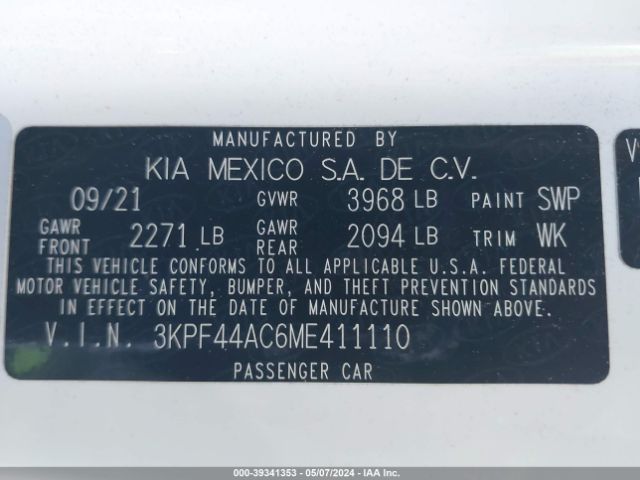 MANUFACTURED BY
KIA MEXICO S.A. DE C.V.
09/21 GVWR 3968 LB PAINT SWP
GAWR FRONT 2271 LB GAWR REAR 2094 LB TRIM WK
THIS VEHICLE CONFORMS TO ALL APPLICABLE U.S.A. FEDERAL
MOTOR VEHICLE SAFETY, BUMPER, AND THEFT PREVENTION STANDARDS
IN EFFECT ON THE DATE OF MANUFACTURE SHOWN ABOVE.
V.I.N. 3KPF44AC6ME411110
PASSENGER CAR
000-39341353 - 05/07/2024 - IAA Inc.